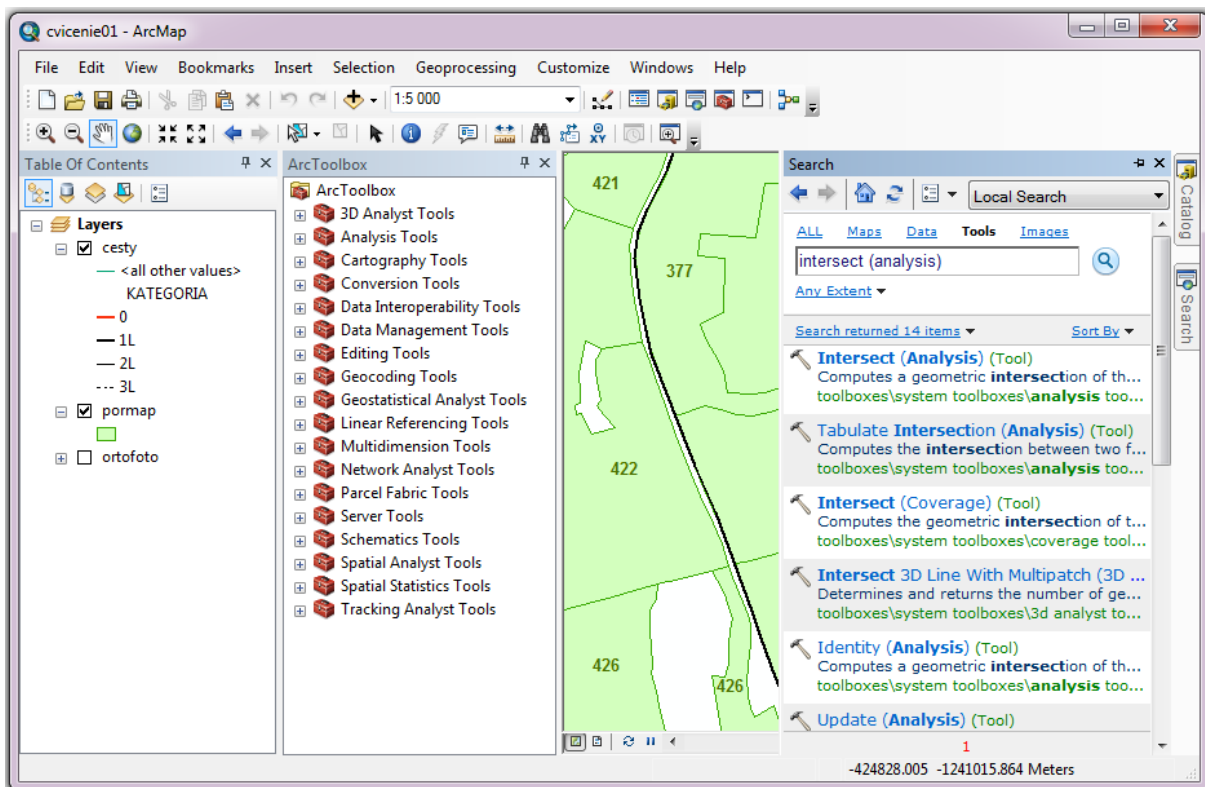 cvicenie01 - ArcMap
File Edit View Bookmarks Insert Selection Geoprocessing Customize Windows Help
1:5 000
XY
Table Of Contents
Layers
cesty
<all other values>
KATEGORIA
0
1L
2L
3L
pormap
ortofoto
ArcToolbox
ArcToolbox
3D Analyst Tools
Analysis Tools
Cartography Tools
Conversion Tools
Data Interoperability Tools
Data Management Tools
Editing Tools
Geocoding Tools
Geostatistical Analyst Tools
Linear Referencing Tools
Multidimension Tools
Network Analyst Tools
Parcel Fabric Tools
Server Tools
Schematics Tools
Spatial Analyst Tools
Spatial Statistics Tools
Tracking Analyst Tools
421
377
422
426
426
Search
Local Search
ALL Maps Data Tools Images
intersect (analysis)
Any Extent
Search returned 14 items Sort By
Intersect (Analysis) (Tool)
Computes a geometric intersection of th...
toolboxes\system toolboxes\analysis too...
Tabulate Intersection (Analysis) (Tool)
Computes the intersection between two f...
toolboxes\system toolboxes\analysis too...
Intersect (Coverage) (Tool)
Computes the geometric intersection of t...
toolboxes\system toolboxes\coverage tool...
Intersect 3D Line With Multipatch (3D ...
Determines and returns the number of ge...
toolboxes\system toolboxes\3d analyst to...
Identity (Analysis) (Tool)
Computes a geometric intersection of th...
toolboxes\system toolboxes\analysis too...
Update (Analysis) (Tool)
1
Catalog
Search
-424828.005 -1241015.864 Meters